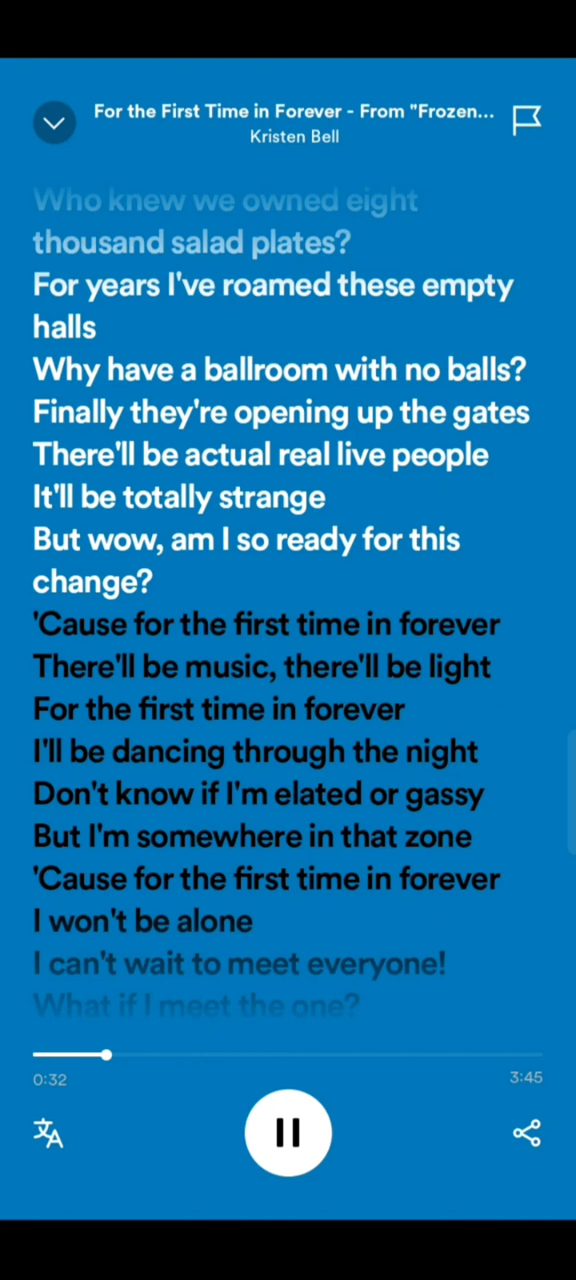 For the First Time in Forever - From "Frozen...
Kristen Bell
Who knew we owned eight
thousand salad plates?
For years I've roamed these empty
halls
Why have a ballroom with no balls?
Finally they're opening up the gates
There'll be actual real live people
It'll be totally strange
But wow, am I so ready for this
change?
'Cause for the first time in forever
There'll be music, there'll be light
For the first time in forever
I'll be dancing through the night
Don't know if I'm elated or gassy
But I'm somewhere in that zone
'Cause for the first time in forever
I won't be alone
I can't wait to meet everyone!
What if I meet the one?
0:32
3:45